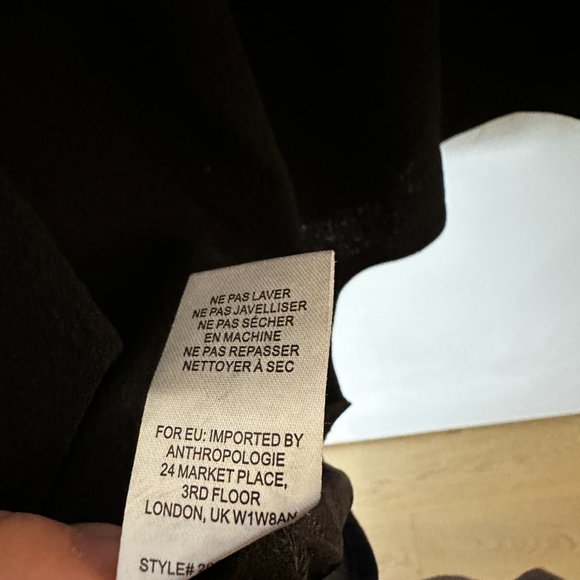 NE PAS LAVER
NE PAS JAVELLISER
NE PAS SÉCHER
EN MACHINE
NE PAS REPASSER
NETTOYER À SEC
FOR EU: IMPORTED BY
ANTHROPOLOGIE
24 MARKET PLACE,
3RD FLOOR
LONDON, UK W1W8AN
STYLE#